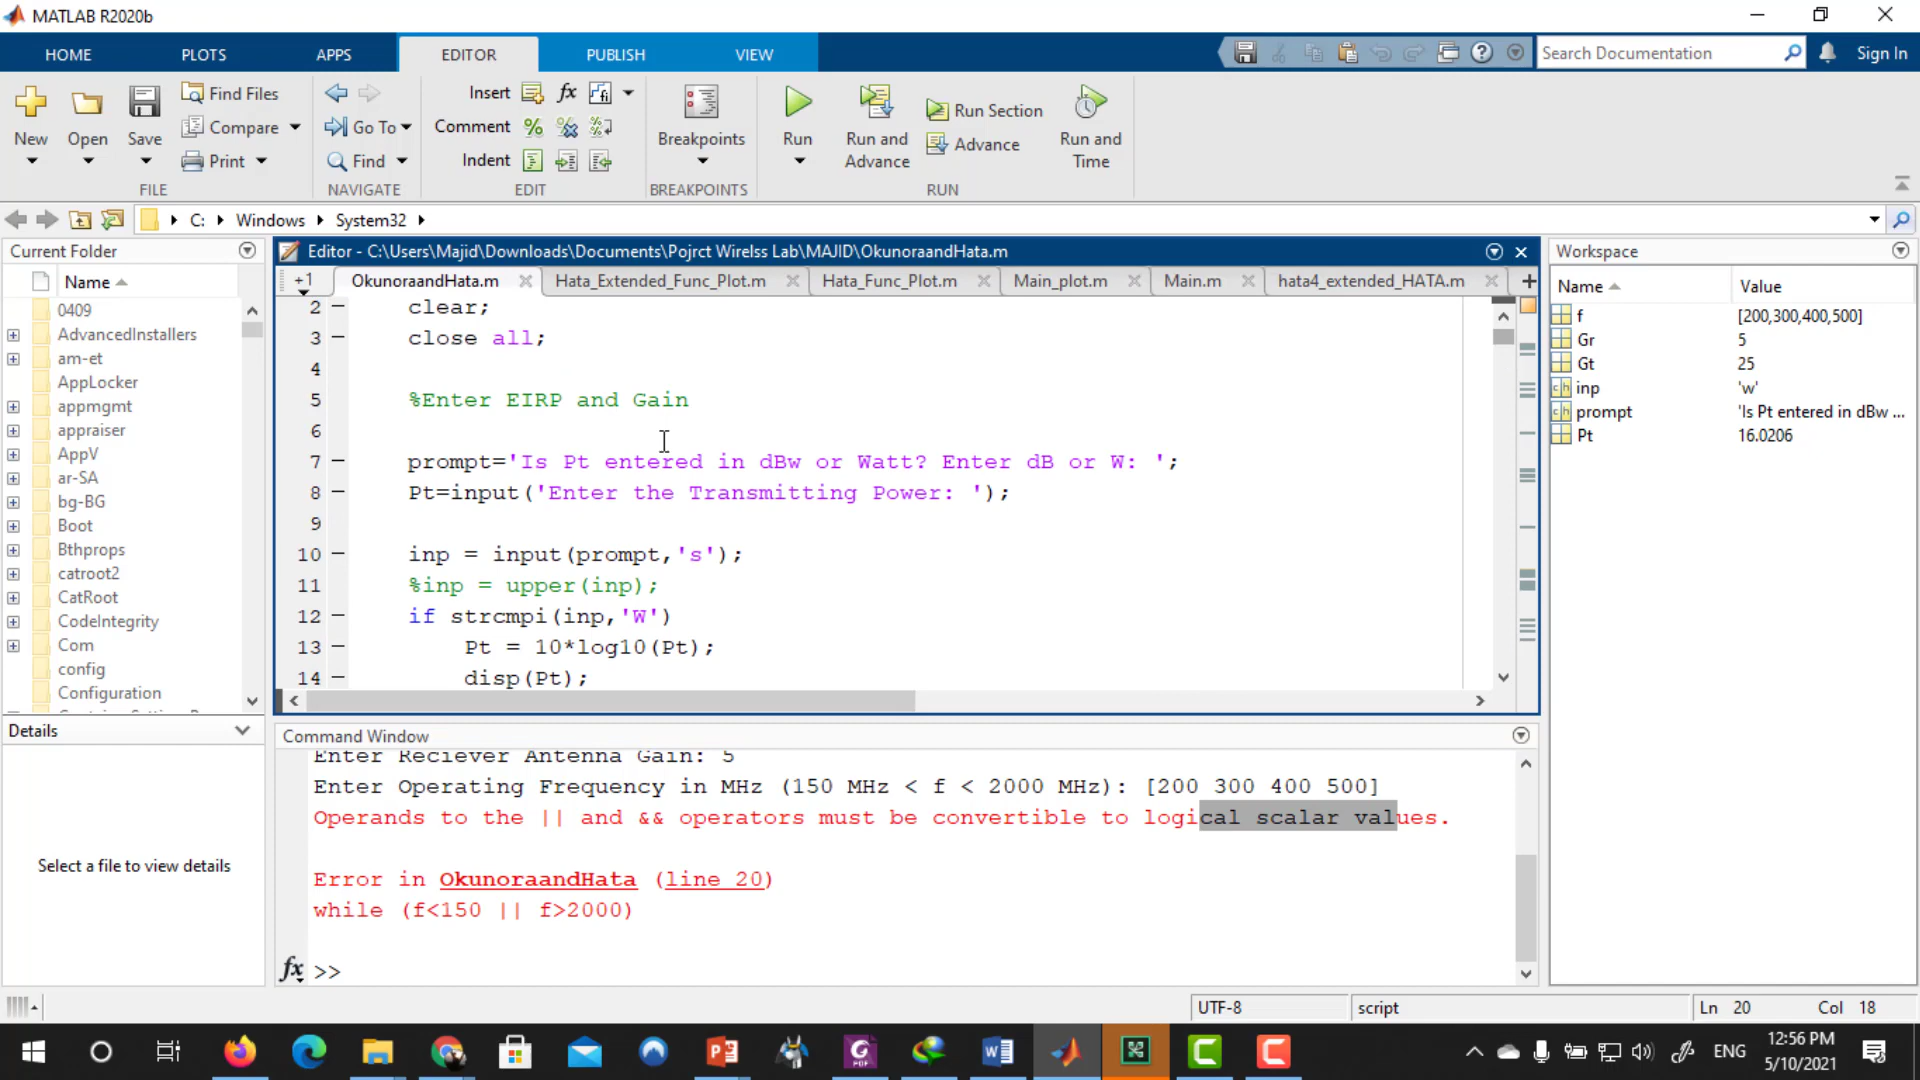 MATLAB R2020b
HOME
PLOTS
APPS
EDITOR
PUBLISH
VIEW
Search Documentation
Sign In
New
Open
Save
Find Files
Compare
Print
FILE
Go To
Find
NAVIGATE
Insert
fx
Comment
Indent
EDIT
Breakpoints
BREAKPOINTS
Run
Run and Advance
Run Section
Advance
Run and Time
RUN
C:
Windows
System32
Current Folder
Name
0409
AdvancedInstallers
am-et
AppLocker
appmgmt
appraiser
AppV
ar-SA
bg-BG
Boot
Bthprops
catroot2
CatRoot
CodeIntegrity
Com
config
Configuration
Details
Select a file to view details
Editor - C:\Users\Majid\Downloads\Documents\Pojrct Wirelss Lab\MAJID\OkunoraandHata.m
+1
OkunoraandHata.m
Hata_Extended_Func_Plot.m
Hata_Func_Plot.m
Main_plot.m
Main.m
hata4_extended_HATA.m
2 clear;
3 close all;
4
5 %Enter EIRP and Gain
6
7 prompt='Is Pt entered in dBw or Watt? Enter dB or W: ';
8 Pt=input('Enter the Transmitting Power: ');
9
10 inp = input(prompt,'s');
11 %inp = upper(inp);
12 if strcmpi(inp,'W')
13 Pt = 10*log10(Pt);
14 disp(Pt);
Command Window
Enter Reciever Antenna Gain: 5
Enter Operating Frequency in MHz (150 MHz < f < 2000 MHz): [200 300 400 500]
Operands to the || and && operators must be convertible to logical scalar values.
Error in OkunoraandHata (line 20)
while (f<150 || f>2000)
fx >>
Workspace
Name Value
f [200,300,400,500]
Gr 5
Gt 25
inp 'w'
prompt 'Is Pt entered in dBw ...
Pt 16.0206
UTF-8
script
Ln 20 Col 18
ENG
12:56 PM
5/10/2021